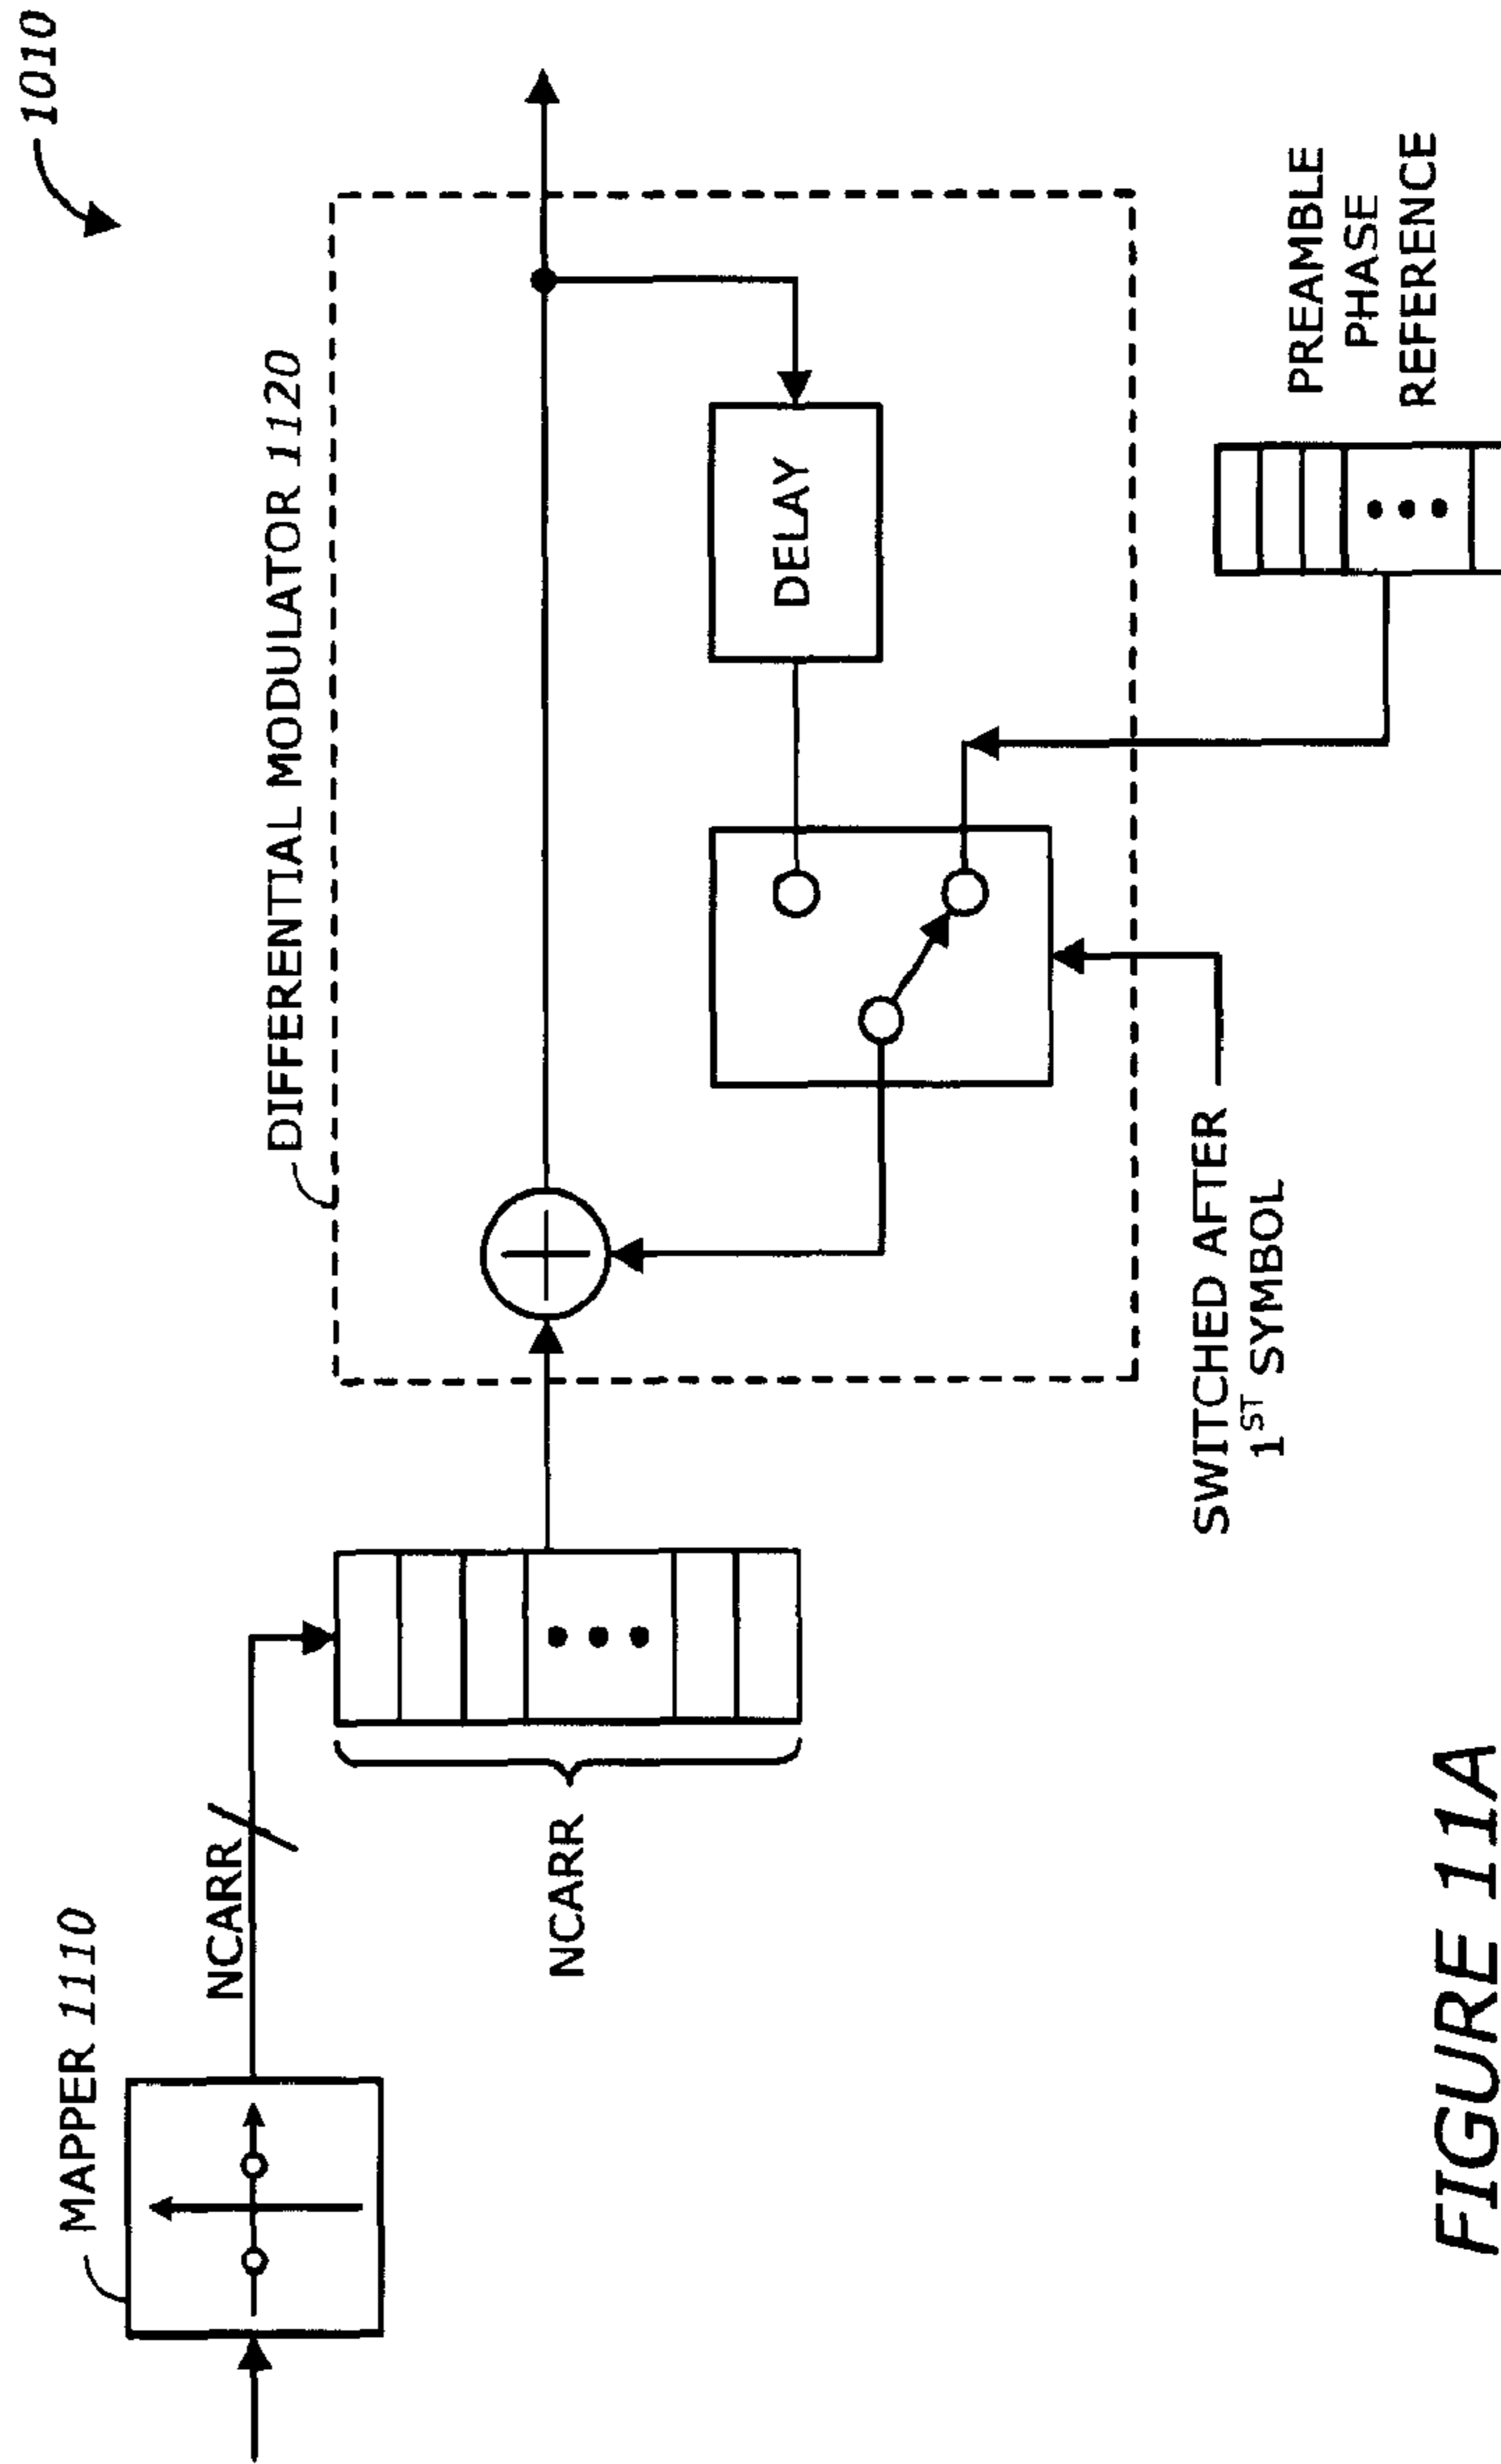 1010
MAPPER 1110
NCARR
NCARR
DIFFERENTIAL MODULATOR 1120
DELAY
SWITCHED AFTER
1ST SYMBOL
PREAMBLE
PHASE
REFERENCE
FIGURE 11A